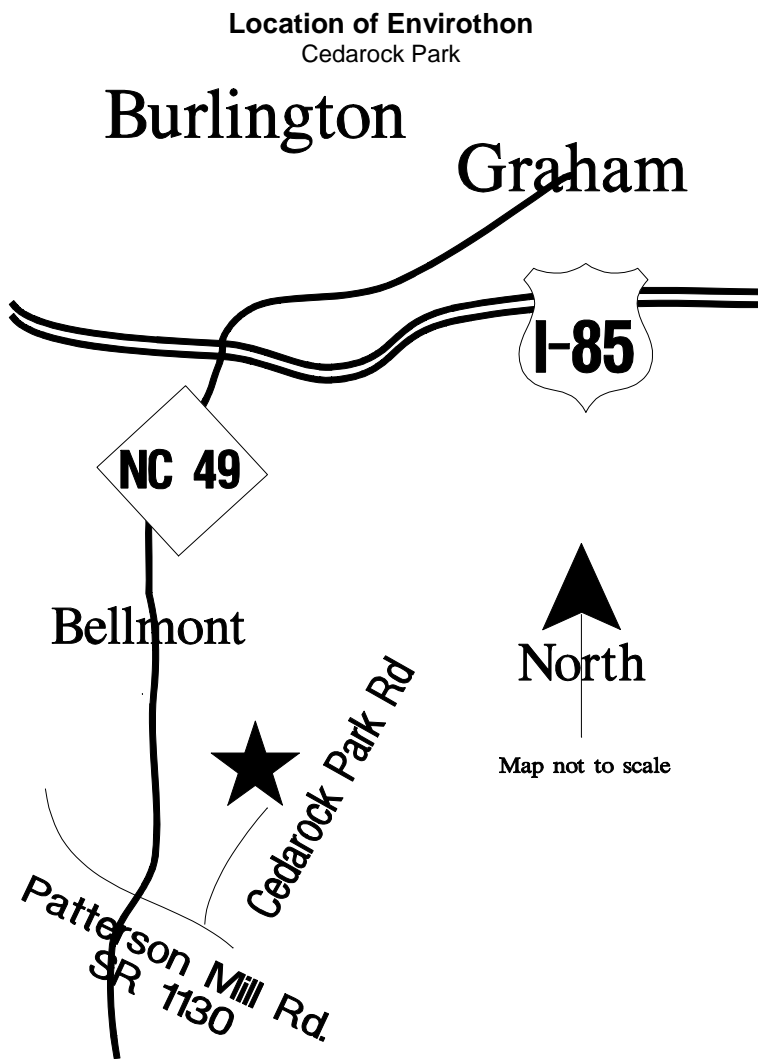 Location of Envirothon
Cedarock Park
Burlington
Graham
I-85
NC 49
Bellmont
North
Cedarock Park Rd
Map not to scale
Patterson Mill Rd.
SR 1130